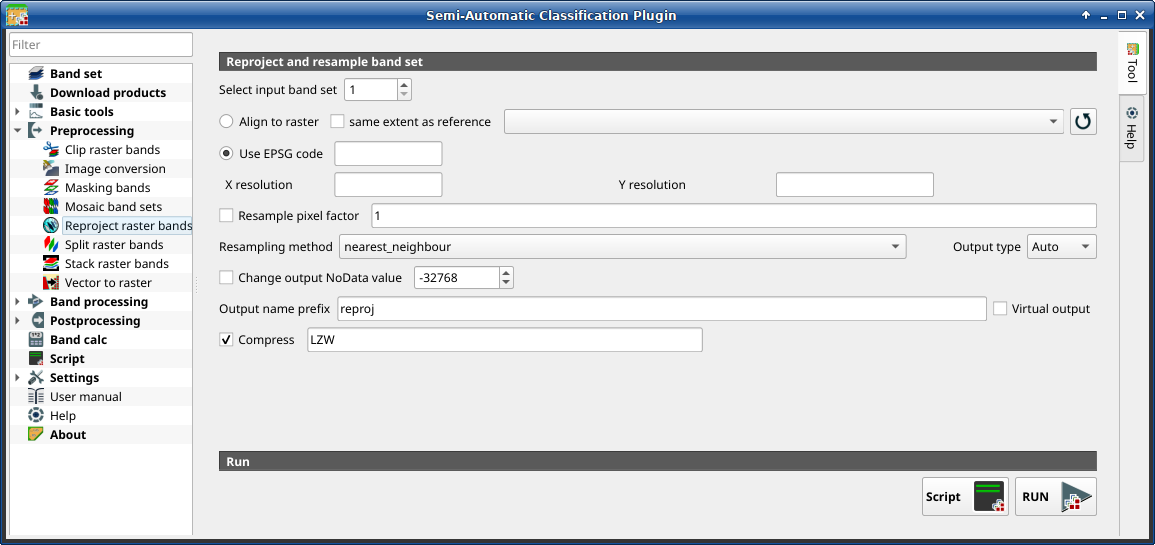 Semi-Automatic Classification Plugin
Filter
Band set
Download products
Basic tools
Preprocessing
Clip raster bands
Image conversion
Masking bands
Mosaic band sets
Reproject raster bands
Split raster bands
Stack raster bands
Vector to raster
Band processing
Postprocessing
Band calc
Script
Settings
User manual
Help
About
Reproject and resample band set
Select input band set 1
Align to raster same extent as reference
Use EPSG code
X resolution Y resolution
Resample pixel factor 1
Resampling method nearest_neighbour Output type Auto
Change output NoData value -32768
Output name prefix reproj Virtual output
Compress LZW
Run
Script RUN
Tool
Help